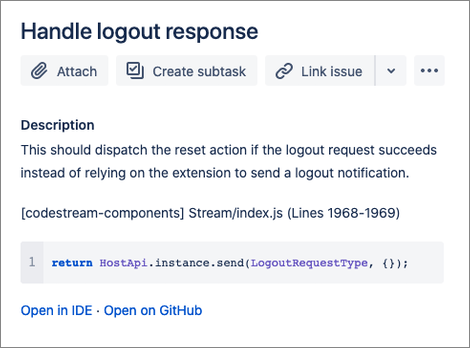 Handle logout response
Attach
Create subtask
Link issue
Description
This should dispatch the reset action if the logout request succeeds
instead of relying on the extension to send a logout notification.
[codestream-components] Stream/index.js (Lines 1968-1969)
1 return HostApi.instance.send(LogoutRequestType, {});
Open in IDE · Open on GitHub